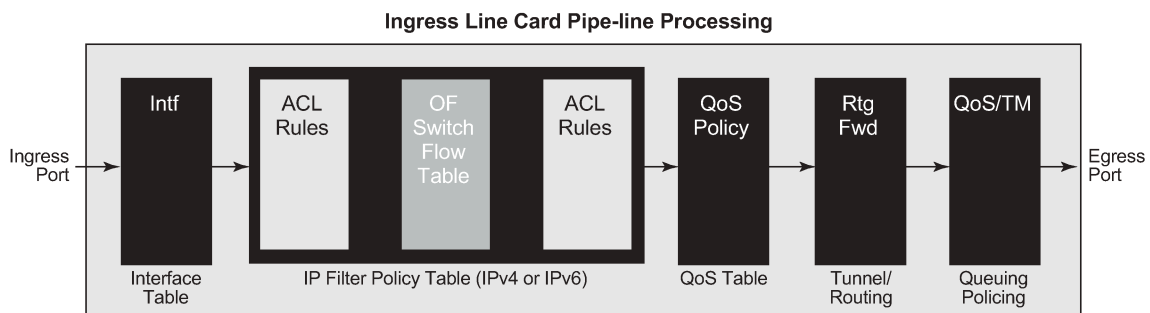 Ingress Line Card Pipe-line Processing
Ingress
Port
Intf
ACL
Rules
OF
Switch
Flow
Table
ACL
Rules
QoS
Policy
Rtg
Fwd
QoS/TM
Egress
Port
Interface
Table
IP Filter Policy Table (IPv4 or IPv6)
QoS Table
Tunnel/
Routing
Queuing
Policing